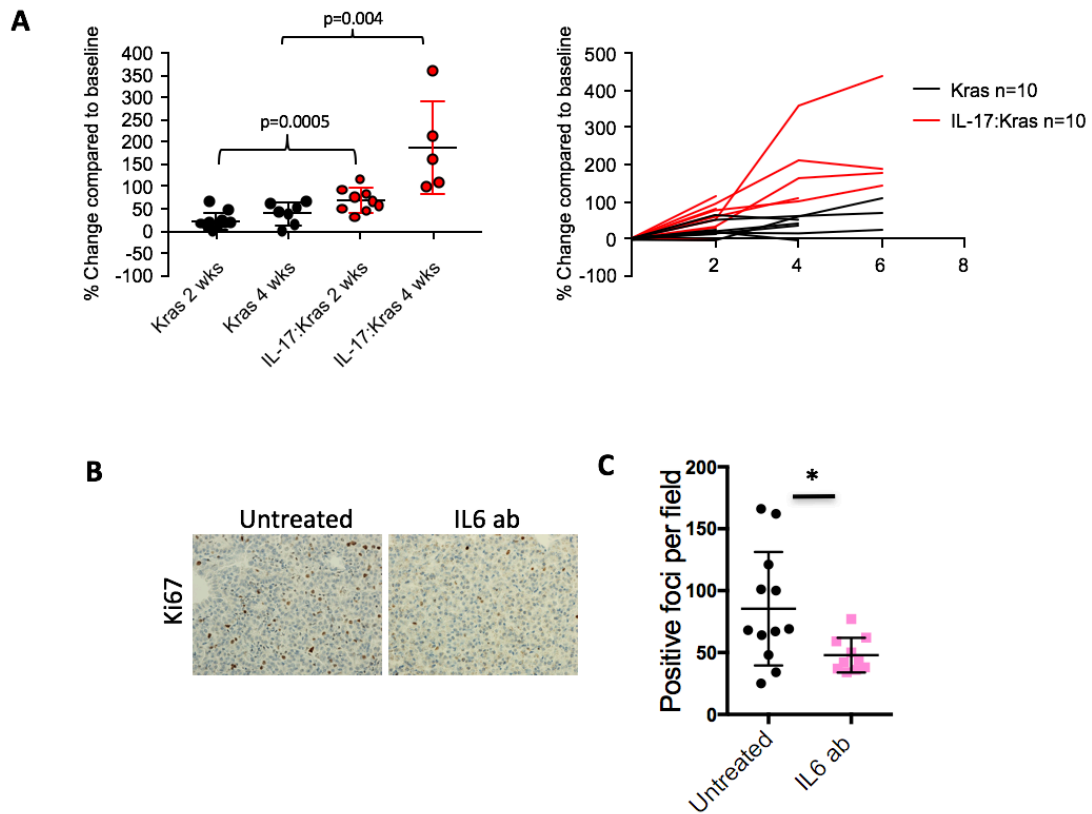 A
p=0.004
p=0.0005
% Change compared to baseline
400
350
300
250
200
150
100
50
0
-50
-100
Kras 2 wks
Kras 4 wks
IL-17:Kras 2 wks
IL-17:Kras 4 wks
% Change compared to baseline
500
400
300
200
100
0
-100
2
4
6
8
Kras n=10
IL-17:Kras n=10
B
Untreated
IL6 ab
Ki67
C
*
Positive foci per field
200
150
100
50
0
Untreated
IL6 ab